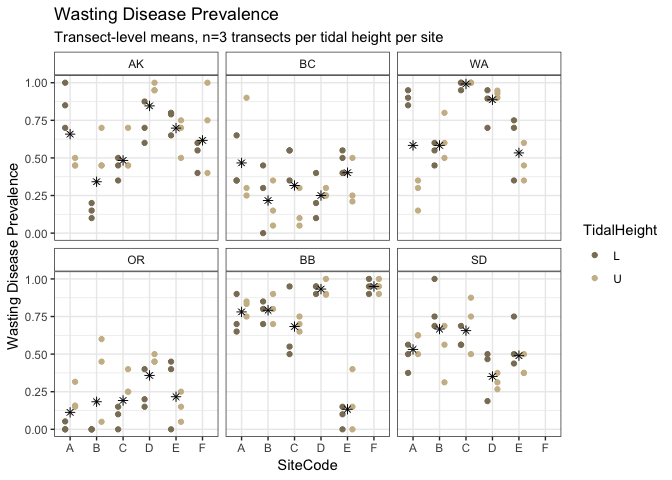 Wasting Disease Prevalence
Transect-level means, n=3 transects per tidal height per site
AK BC WA
1.00
0.75
0.50
0.25
0.00
OR BB SD
1.00
0.75
0.50
0.25
0.00
A B C D E F A B C D E F A B C D E F
SiteCode
Wasting Disease Prevalence
TidalHeight
L
U